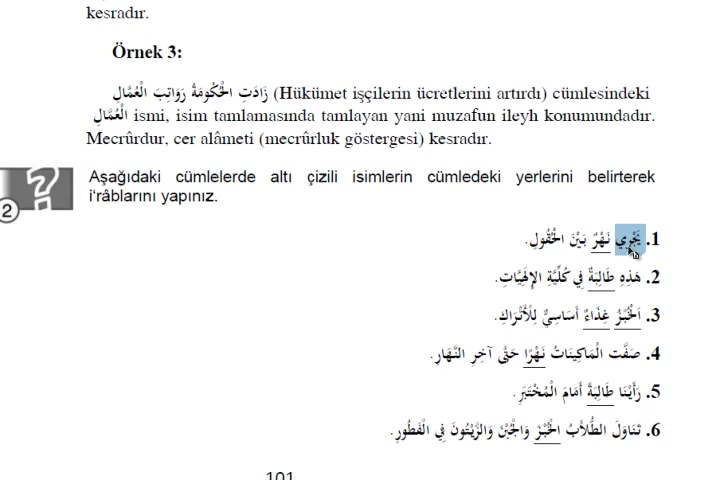 kesradır.
Örnek 3:
زَادَتِ الْحُكُومَةُ رَوَاتِبَ الْعُمَّالِ (Hükümet işçilerin ücretlerini artırdı) cümlesindeki
الْعُمَّالِ ismi, isim tamlamasında tamlayan yani muzafun ileyh konumundadır.
Mecrûrdur, cer alâmeti (mecrûrluk göstergesi) kesradır.
Aşağıdaki cümlelerde altı çizili isimlerin cümledeki yerlerini belirterek
i‘râblarını yapınız.
2
1. يَجْرِي نَهْرٌ بَيْنَ الْحُقُولِ.
2. هَذِهِ طَالِبَةٌ فِي كُلِّيَّةِ الإِلَهِيَّاتِ.
3. اَلْخُبْزُ غِذَاءٌ أَسَاسِيٌّ لِلْأَتْرَاكِ.
4. صَفَّت الْمَاكِينَاتُ نَهْرًا حَتَّى آخِرِ النَّهَارِ.
5. رَأَيْنَا طَالِبَةً أَمَامَ الْمُخْتَبَرِ.
6. تَنَاوَلَ الطُّلاَّبُ الْخُبْزَ وَالْجُبْنَ وَالزَّيْتُونَ فِي الْفَطُورِ.
101